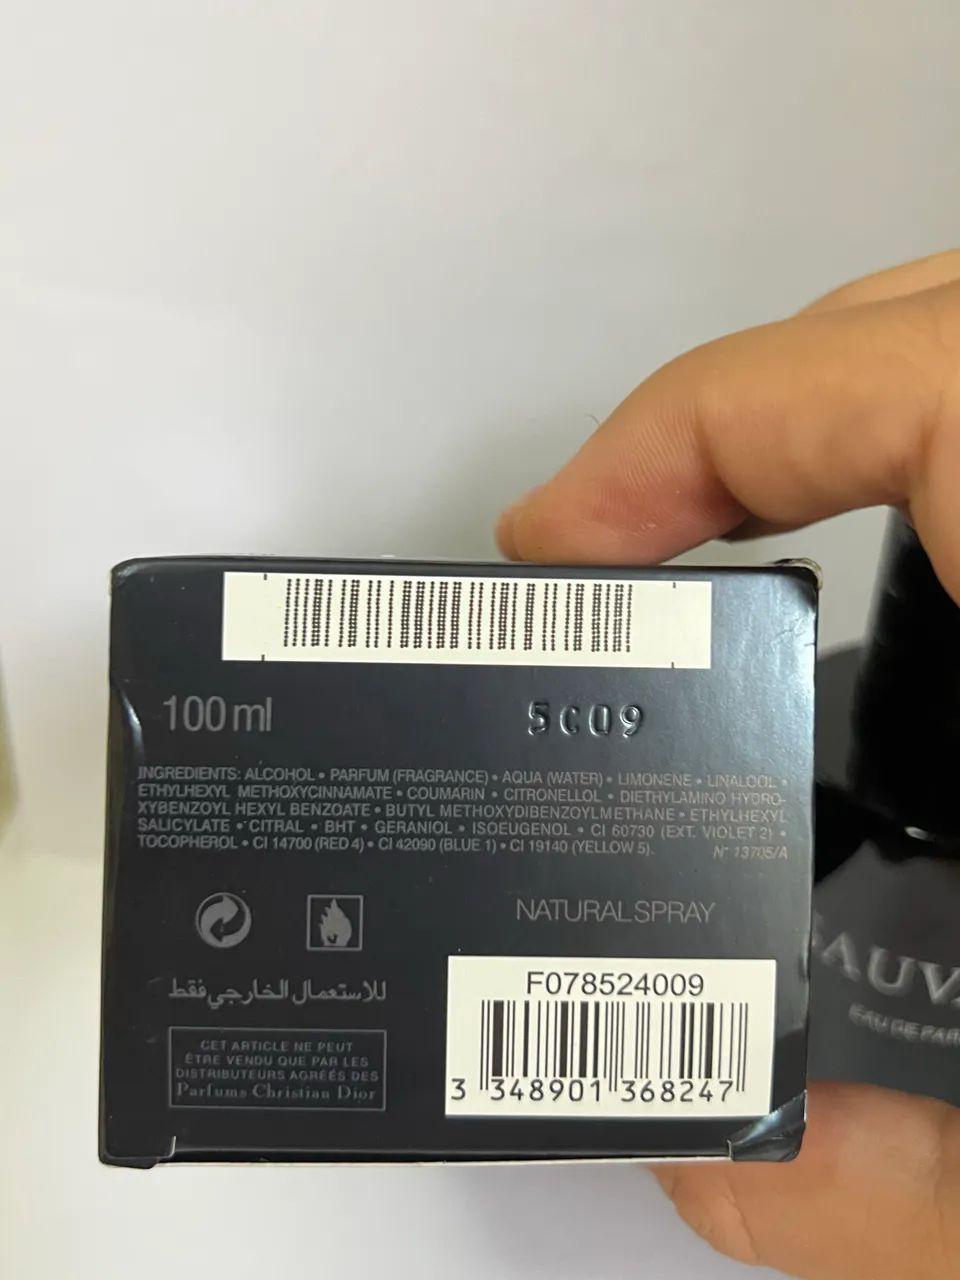 100 ml
5C09
INGREDIENTS: ALCOHOL • PARFUM (FRAGRANCE) • AQUA (WATER) • LIMONENE • LINALOOL •
ETHYLHEXYL METHOXYCINNAMATE • COUMARIN • CITRONELLOL • DIETHYLAMINO HYDRO-
XYBENZOYL HEXYL BENZOATE • BUTYL METHOXYDIBENZOYLMETHANE • ETHYLHEXYL
SALICYLATE • CITRAL • BHT • GERANIOL • ISOEUGENOL • CI 60730 (EXT. VIOLET 2) •
TOCOPHEROL • CI 14700 (RED 4) • CI 42090 (BLUE 1) • CI 19140 (YELLOW 5). N° 13705/A
NATURAL SPRAY
للاستعمال الخارجي فقط
CET ARTICLE NE PEUT
ÊTRE VENDU QUE PAR LES
DISTRIBUTEURS AGRÉÉS DES
Parfums Christian Dior
F078524009
3 348901 368247
EAU DE